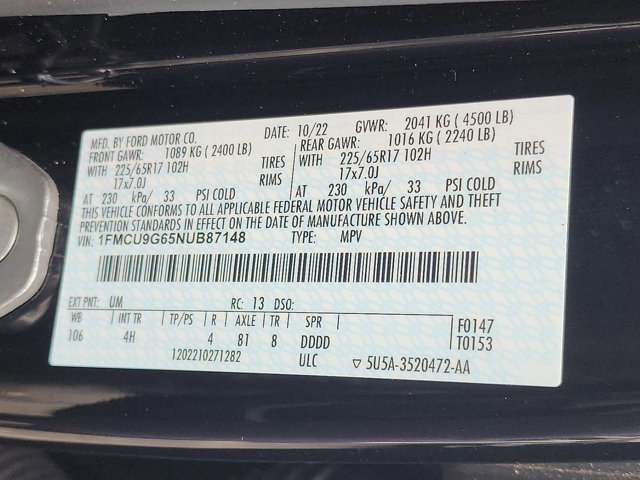 MFD. BY FORD MOTOR CO. DATE: 10/22 GVWR: 2041 KG ( 4500 LB)
FRONT GAWR: 1089 KG ( 2400 LB) REAR GAWR: 1016 KG ( 2240 LB)
WITH 225/65R17 102H TIRES WITH 225/65R17 102H TIRES
17x7.0J RIMS 17x7.0J RIMS
AT 230 kPa/ 33 PSI COLD AT 230 kPa/ 33 PSI COLD
THIS VEHICLE CONFORMS TO ALL APPLICABLE FEDERAL MOTOR VEHICLE SAFETY AND THEFT
PREVENTION STANDARDS IN EFFECT ON THE DATE OF MANUFACTURE SHOWN ABOVE.
VIN: 1FMCU9G65NUB87148 TYPE: MPV
EXT PNT: UM RC: 13 DSO:
WB INT TR TP/PS R AXLE TR SPR F0147
106 4H 4 81 8 DDDD T0153
1202210271282 ULC ▽ 5U5A-3520472-AA